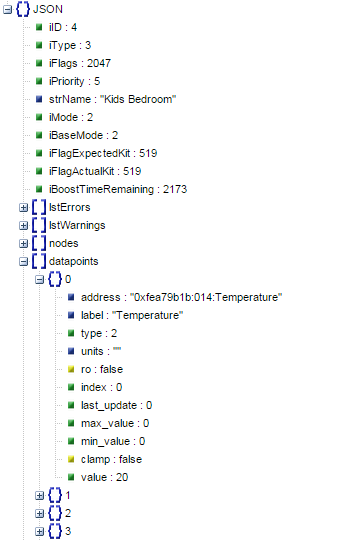 JSON
iID : 4
iType : 3
iFlags : 2047
iPriority : 5
strName : "Kids Bedroom"
iMode : 2
iBaseMode : 2
iFlagExpectedKit : 519
iFlagActualKit : 519
iBoostTimeRemaining : 2173
lstErrors
lstWarnings
nodes
datapoints
0
address : "0xfea79b1b:014:Temperature"
label : "Temperature"
type : 2
units : ""
ro : false
index : 0
last_update : 0
max_value : 0
min_value : 0
clamp : false
value : 20
1
2
3